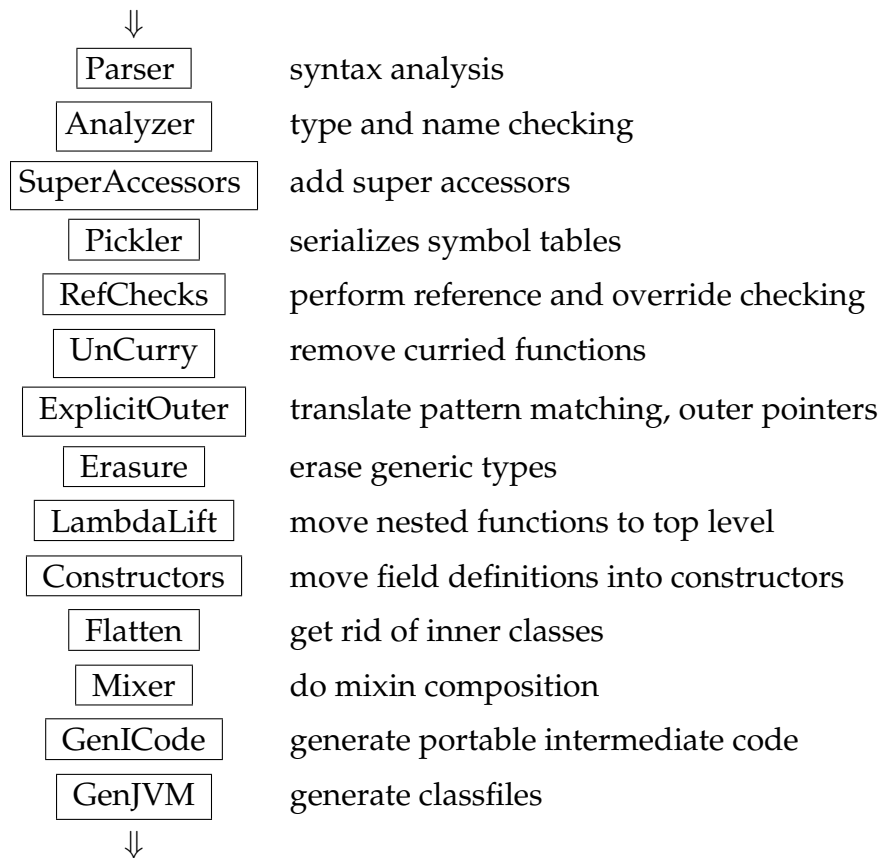 ⇓
Parser syntax analysis
Analyzer type and name checking
SuperAccessors add super accessors
Pickler serializes symbol tables
RefChecks perform reference and override checking
UnCurry remove curried functions
ExplicitOuter translate pattern matching, outer pointers
Erasure erase generic types
LambdaLift move nested functions to top level
Constructors move field definitions into constructors
Flatten get rid of inner classes
Mixer do mixin composition
GenICode generate portable intermediate code
GenJVM generate classfiles
⇓